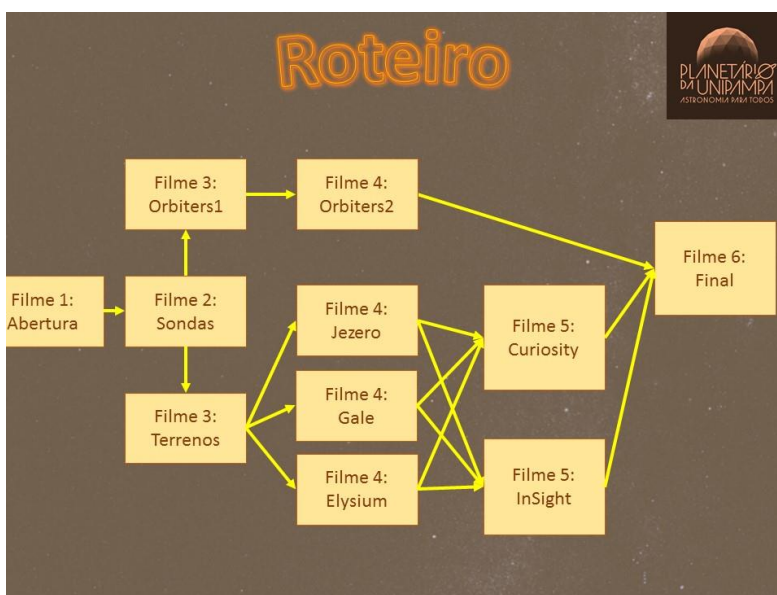 Roteiro
PLANETÁRIO
DA UNIPAMPA
ASTRONOMIA PARA TODOS
Filme 3:
Orbiters1
Filme 4:
Orbiters2
Filme 6:
Final
Filme 1:
Abertura
Filme 2:
Sondas
Filme 4:
Jezero
Filme 5:
Curiosity
Filme 4:
Gale
Filme 3:
Terrenos
Filme 4:
Elysium
Filme 5:
InSight